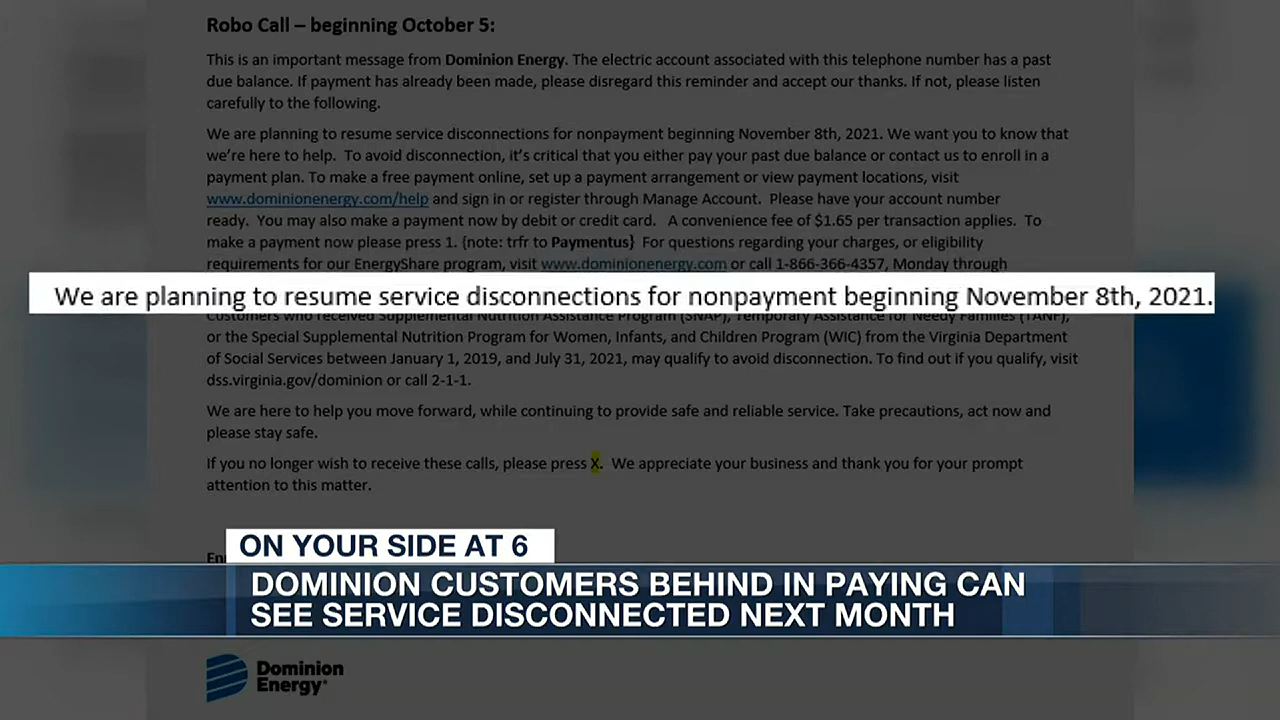 Robo Call – beginning October 5:
This is an important message from Dominion Energy. The electric account associated with this telephone number has a past
due balance. If payment has already been made, please disregard this reminder and accept our thanks. If not, please listen
carefully to the following.
We are planning to resume service disconnections for nonpayment beginning November 8th, 2021. We want you to know that
we're here to help. To avoid disconnection, it's critical that you either pay your past due balance or contact us to enroll in a
payment plan. To make a free payment online, set up a payment arrangement or view payment locations, visit
www.dominionenergy.com/help and sign in or register through Manage Account. Please have your account number
ready. You may also make a payment now by debit or credit card. A convenience fee of $1.65 per transaction applies. To
make a payment now please press 1. {note: trfr to Paymentus} For questions regarding your charges, or eligibility
requirements for our EnergyShare program, visit www.dominionenergy.com or call 1-866-366-4357, Monday through
We are planning to resume service disconnections for nonpayment beginning November 8th, 2021.
Customers who received Supplemental Nutrition Assistance Program (SNAP), Temporary Assistance for Needy Families (TANF),
or the Special Supplemental Nutrition Program for Women, Infants, and Children Program (WIC) from the Virginia Department
of Social Services between January 1, 2019, and July 31, 2021, may qualify to avoid disconnection. To find out if you qualify, visit
dss.virginia.gov/dominion or call 2-1-1.
We are here to help you move forward, while continuing to provide safe and reliable service. Take precautions, act now and
please stay safe.
If you no longer wish to receive these calls, please press X. We appreciate your business and thank you for your prompt
attention to this matter.
ON YOUR SIDE AT 6
DOMINION CUSTOMERS BEHIND IN PAYING CAN
SEE SERVICE DISCONNECTED NEXT MONTH
Dominion
Energy®